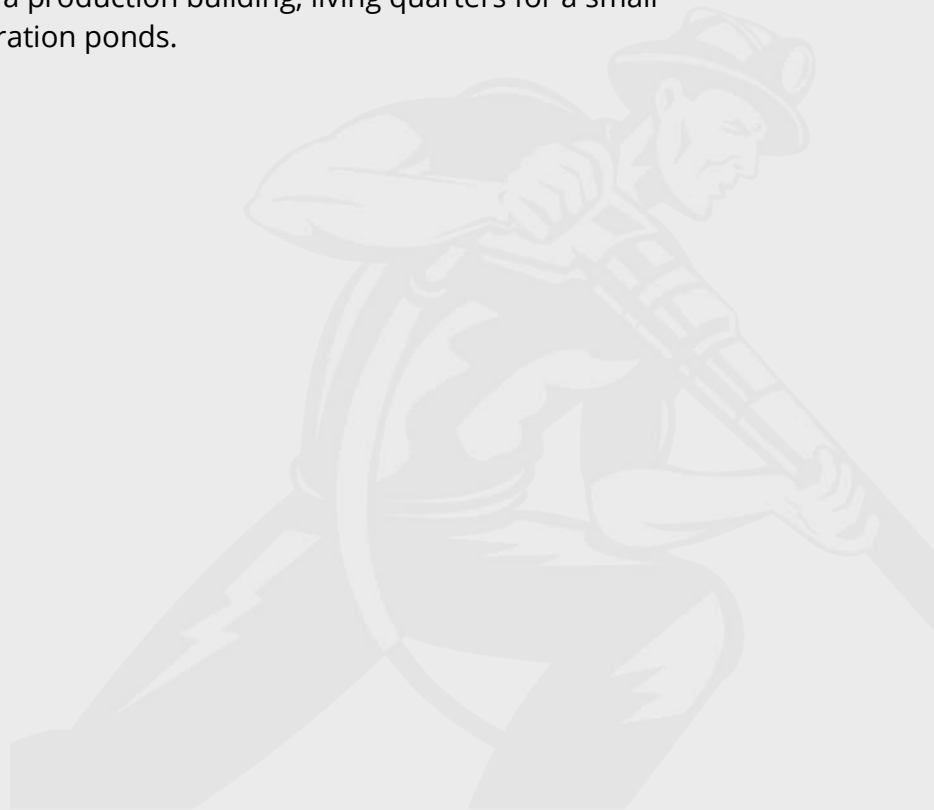 a production building, living quarters for a small
ration ponds.